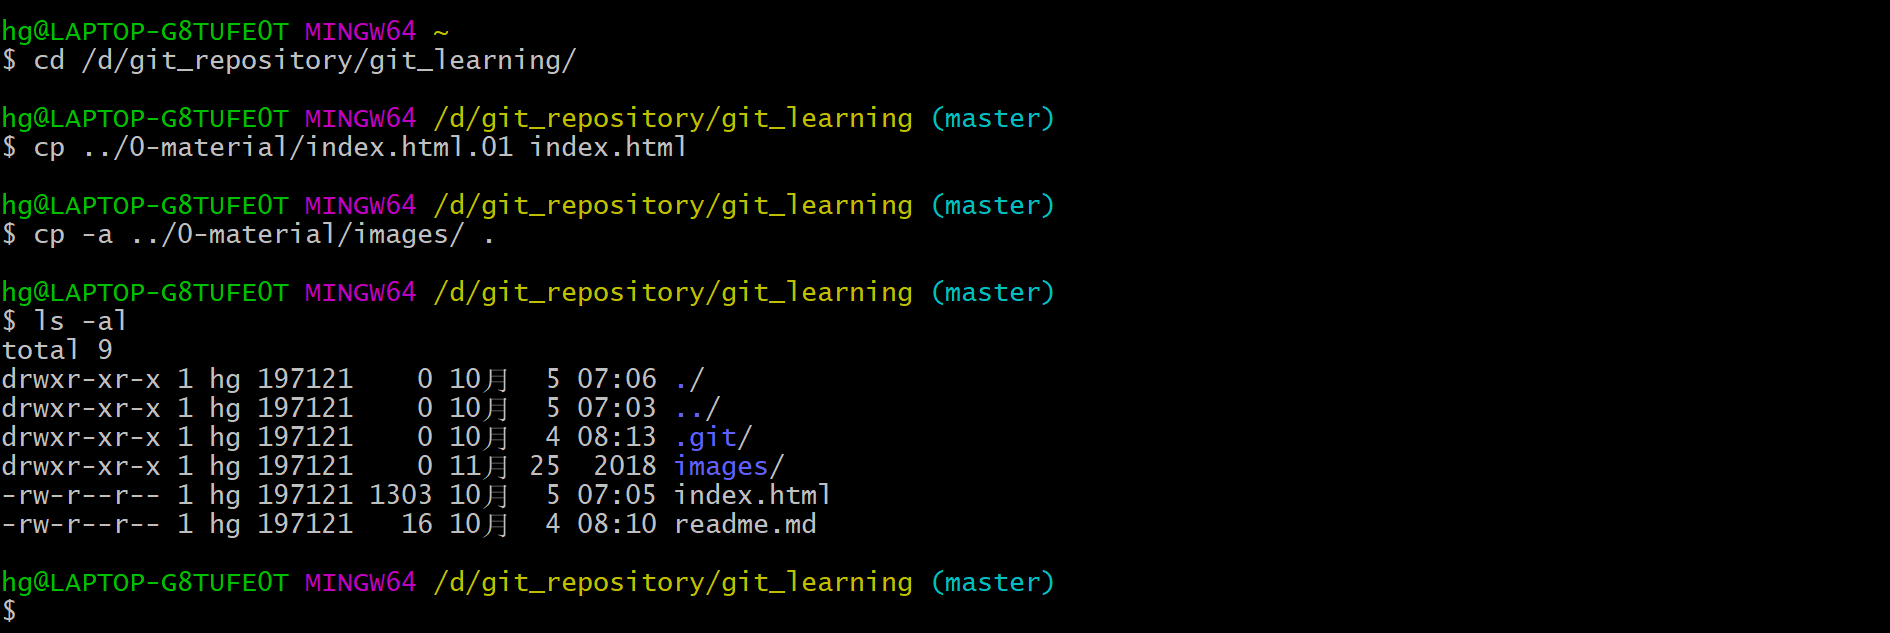 hg@LAPTOP-G8TUFE0T MINGW64 ~
$ cd /d/git_repository/git_learning/
hg@LAPTOP-G8TUFE0T MINGW64 /d/git_repository/git_learning (master)
$ cp ../0-material/index.html.01 index.html
hg@LAPTOP-G8TUFE0T MINGW64 /d/git_repository/git_learning (master)
$ cp -a ../0-material/images/ .
hg@LAPTOP-G8TUFE0T MINGW64 /d/git_repository/git_learning (master)
$ ls -al
total 9
drwxr-xr-x 1 hg 197121    0 10月  5 07:06 ./
drwxr-xr-x 1 hg 197121    0 10月  5 07:03 ../
drwxr-xr-x 1 hg 197121    0 10月  4 08:13 .git/
drwxr-xr-x 1 hg 197121    0 11月 25  2018 images/
-rw-r--r-- 1 hg 197121 1303 10月  5 07:05 index.html
-rw-r--r-- 1 hg 197121   16 10月  4 08:10 readme.md
hg@LAPTOP-G8TUFE0T MINGW64 /d/git_repository/git_learning (master)
$